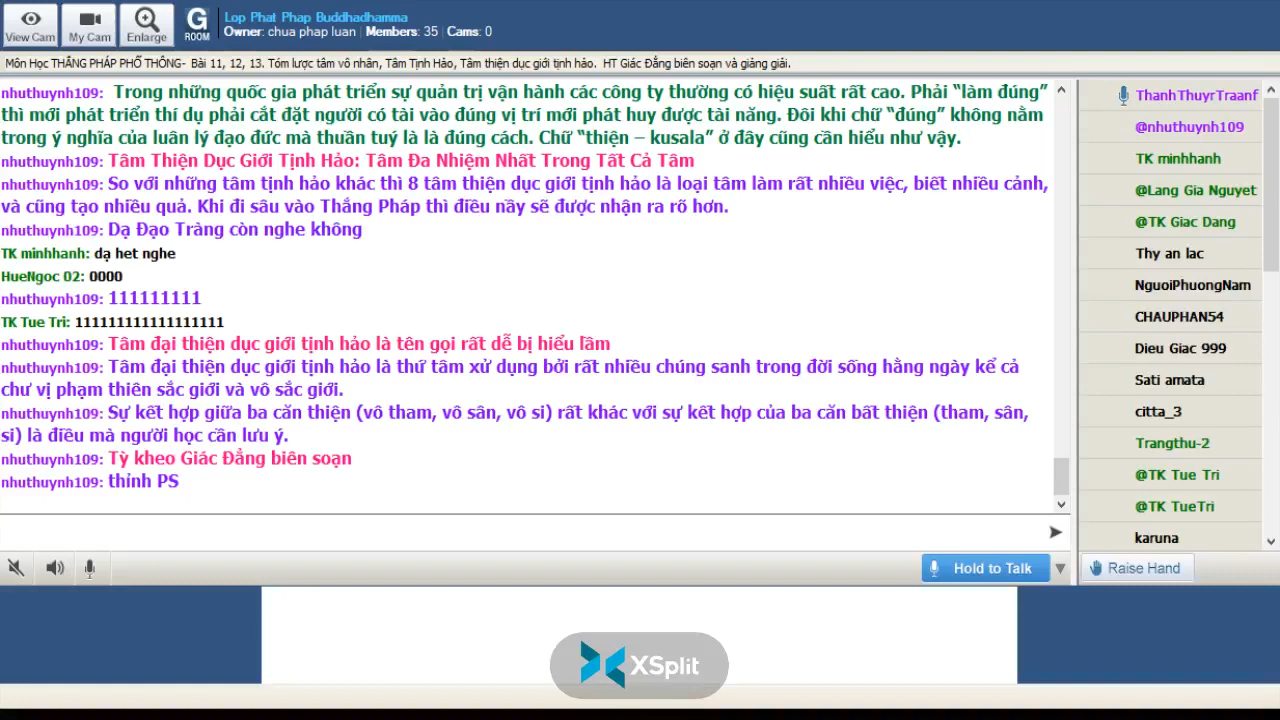 Lop Phat Phap Buddhadhamma
View Cam
My Cam
Enlarge
G
ROOM
Owner: chua phap luan | Members: 35 | Cams: 0
Môn Học THẮNG PHÁP PHỔ THÔNG- Bài 11, 12, 13. Tóm lược tâm vô nhân, Tâm Tịnh Hảo, Tâm thiện dục giới tịnh hảo. HT Giác Đẳng biên soạn và giảng giải.
nhuthuynh109: Trong những quốc gia phát triển sự quản trị vận hành các công ty thường có hiệu suất rất cao. Phải “làm đúng”
thì mới phát triển thí dụ phải cắt đặt người có tài vào đúng vị trí mới phát huy được tài năng. Đôi khi chữ “đúng” không nằm
trong ý nghĩa của luân lý đạo đức mà thuần tuý là là đúng cách. Chữ “thiện – kusala” ở đây cũng cần hiểu như vậy.
nhuthuynh109: Tâm Thiện Dục Giới Tịnh Hảo: Tâm Đa Nhiệm Nhất Trong Tất Cả Tâm
nhuthuynh109: So với những tâm tịnh hảo khác thì 8 tâm thiện dục giới tịnh hảo là loại tâm làm rất nhiều việc, biết nhiều cảnh,
và cũng tạo nhiều quả. Khi đi sâu vào Thắng Pháp thì điều nầy sẽ được nhận ra rõ hơn.
nhuthuynh109: Dạ Đạo Tràng còn nghe không
TK minhhanh: dạ het nghe
HueNgoc 02: 0000
nhuthuynh109: 111111111
TK Tue Tri: 111111111111111111
nhuthuynh109: Tâm đại thiện dục giới tịnh hảo là tên gọi rất dễ bị hiểu lầm
nhuthuynh109: Tâm đại thiện dục giới tịnh hảo là thứ tâm xử dụng bởi rất nhiều chúng sanh trong đời sống hằng ngày kể cả
chư vị phạm thiên sắc giới và vô sắc giới.
nhuthuynh109: Sự kết hợp giữa ba căn thiện (vô tham, vô sân, vô si) rất khác với sự kết hợp của ba căn bất thiện (tham, sân,
si) là điều mà người học cần lưu ý.
nhuthuynh109: Tỳ kheo Giác Đẳng biên soạn
nhuthuynh109: thỉnh PS
ThanhThuyrTraanf
@nhuthuynh109
TK minhhanh
@Lang Gia Nguyet
@TK Giac Dang
Thy an lac
NguoiPhuongNam
CHAUPHAN54
Dieu Giac 999
Sati amata
citta_3
Trangthu-2
@TK Tue Tri
@TK TueTri
karuna
Hold to Talk
Raise Hand
XSplit